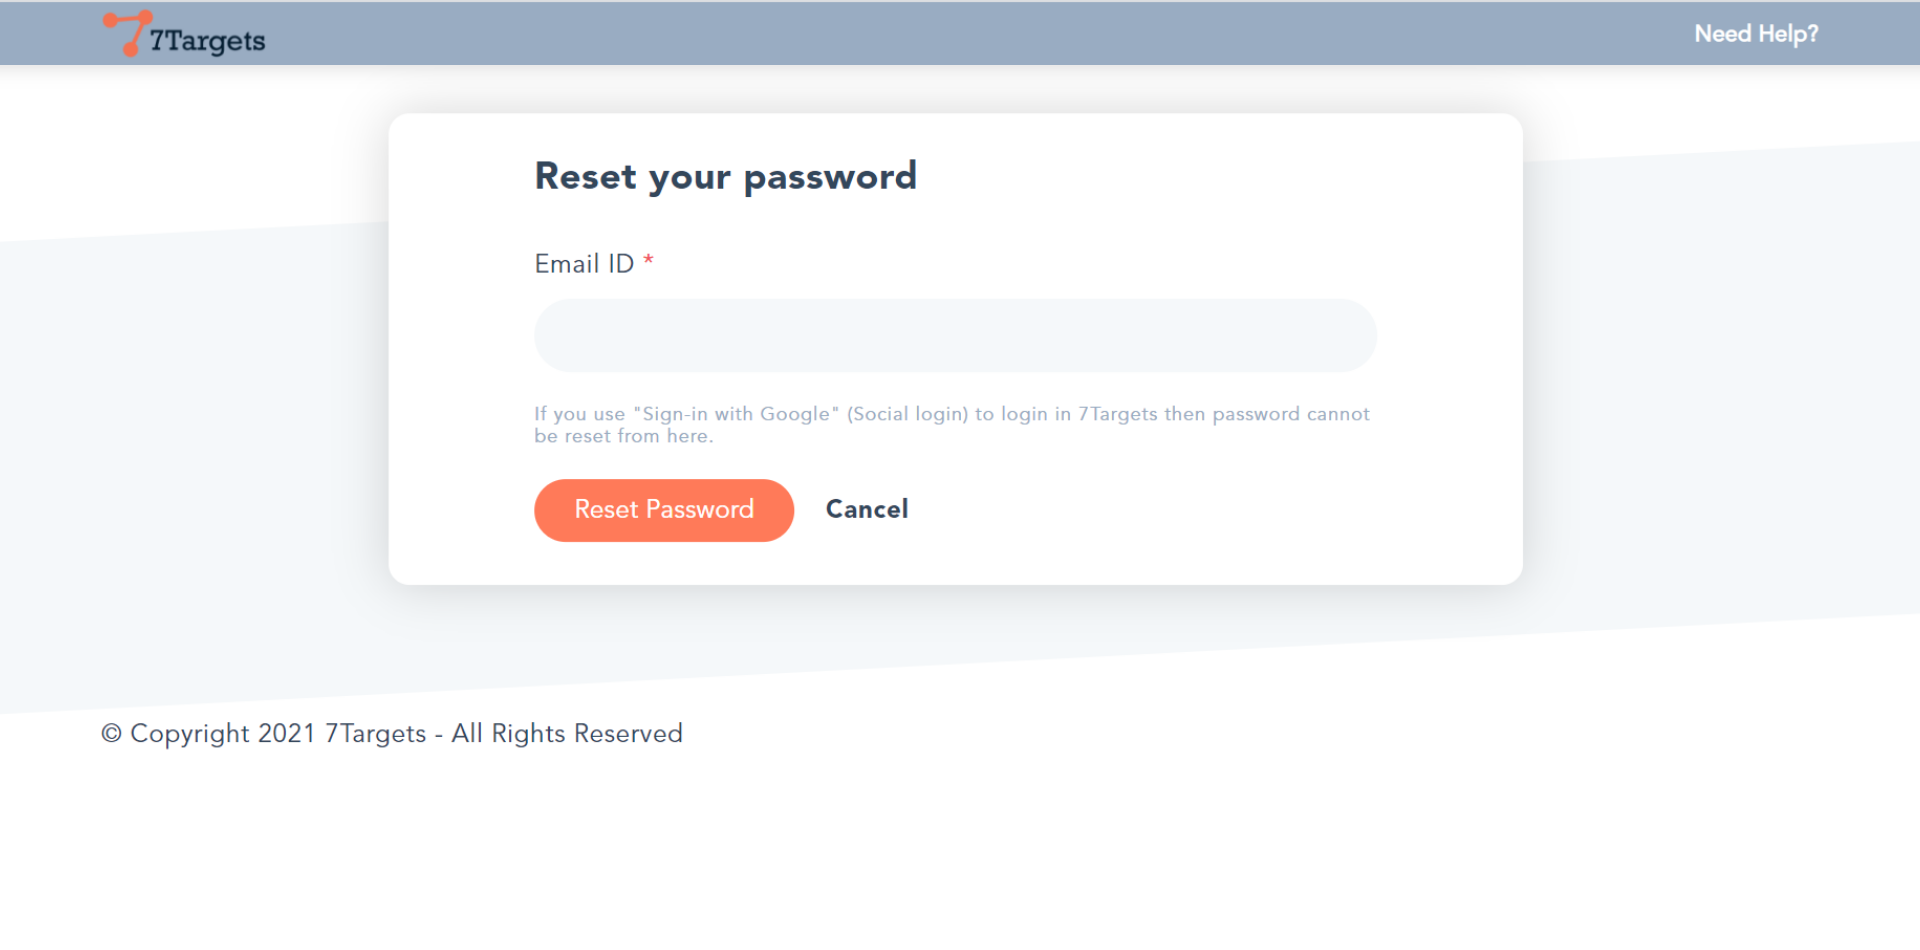 7Targets
Need Help?
Reset your password
Email ID *
If you use "Sign-in with Google" (Social login) to login in 7Targets then password cannot
be reset from here.
Reset Password
Cancel
© Copyright 2021 7Targets - All Rights Reserved